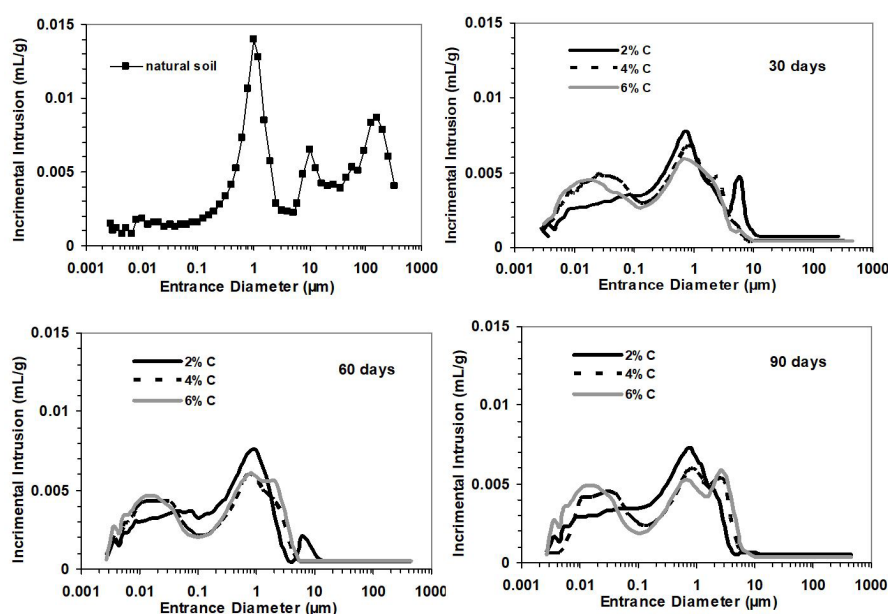 0.015
0.01
0.005
0
Incrimental Intrusion (mL/g)
natural soil
0.001 0.01 0.1 1 10 100 1000
Entrance Diameter (µm)
0.015
0.01
0.005
0
Incrimental Intrusion (mL/g)
2% C
4% C
6% C
30 days
0.001 0.01 0.1 1 10 100 1000
Entrance Diameter (µm)
0.015
0.01
0.005
0
Incrimental Intrusion (mL/g)
2% C
4% C
6% C
60 days
0.001 0.01 0.1 1 10 100 1000
Entrance Diameter (µm)
0.015
0.01
0.005
0
Incrimental Intrusion (mL/g)
2% C
4% C
6% C
90 days
0.001 0.01 0.1 1 10 100 1000
Entrance Diameter (µm)